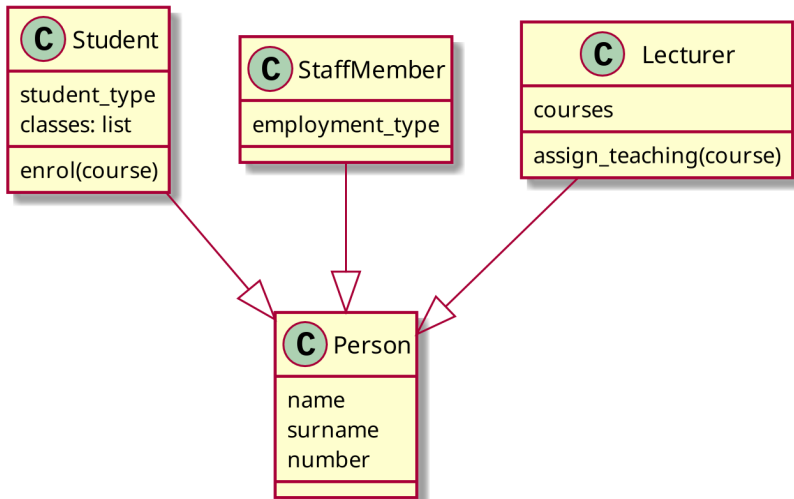 C Student
student_type
classes: list
enrol(course)
C StaffMember
employment_type
C Lecturer
courses
assign_teaching(course)
C Person
name
surname
number